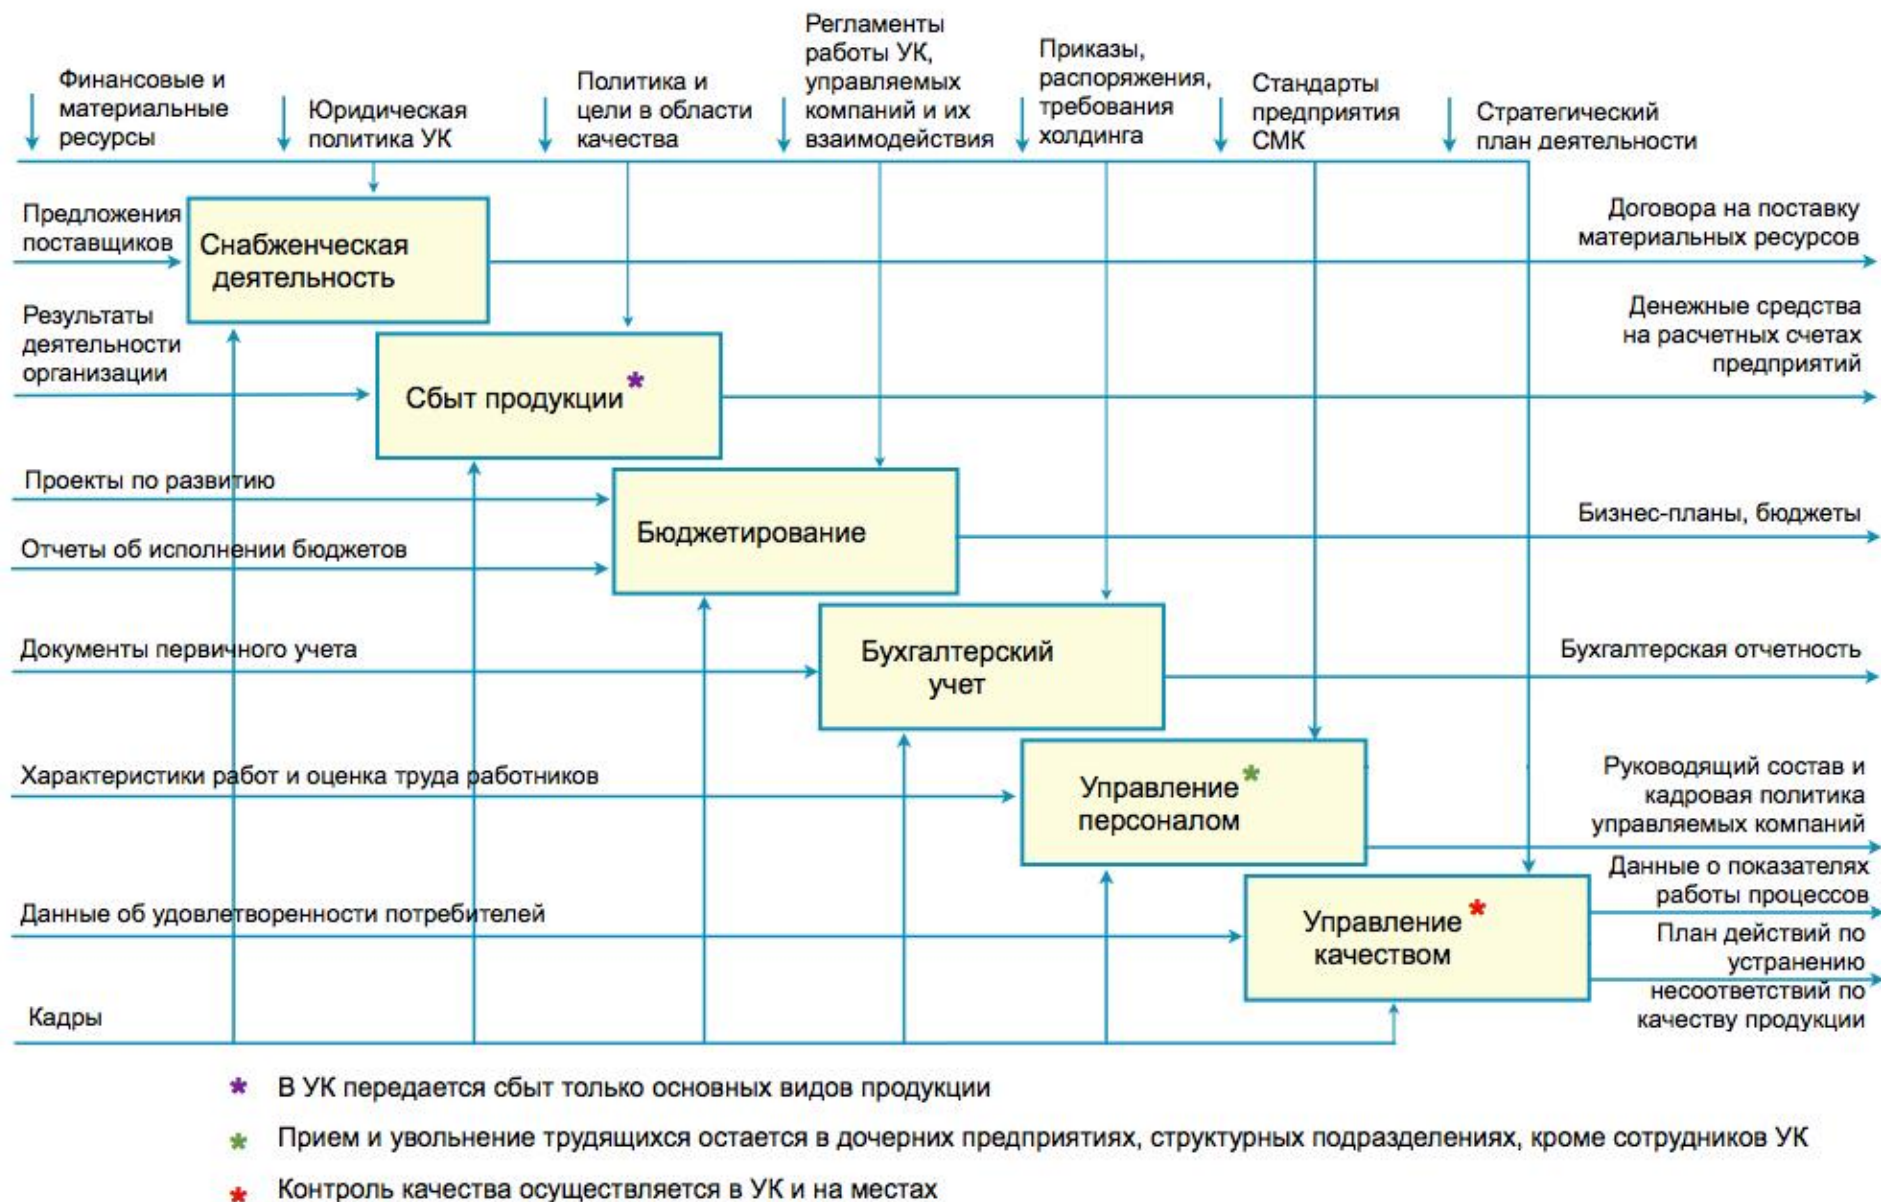 Финансовые и
материальные
ресурсы
Юридическая
политика УК
Политика и
цели в области
качества
Регламенты
работы УК,
управляемых
компаний и их
взаимодействия
Приказы,
распоряжения,
требования
холдинга
Стандарты
предприятия
СМК
Стратегический
план деятельности
Предложения
поставщиков
Снабженческая
деятельность
Договора на поставку
материальных ресурсов
Результаты
деятельности
организации
Сбыт продукции *
Денежные средства
на расчетных счетах
предприятий
Проекты по развитию
Отчеты об исполнении бюджетов
Бюджетирование
Бизнес-планы, бюджеты
Документы первичного учета
Бухгалтерский
учет
Бухгалтерская отчетность
Характеристики работ и оценка труда работников
Управление *
персоналом
Руководящий состав и
кадровая политика
управляемых компаний
Данные об удовлетворенности потребителей
Управление *
качеством
Данные о показателях
работы процессов
План действий по
устранению
несоответствий по
качеству продукции
Кадры
* В УК передается сбыт только основных видов продукции
* Прием и увольнение трудящихся остается в дочерних предприятиях, структурных подразделениях, кроме сотрудников УК
* Контроль качества осуществляется в УК и на местах